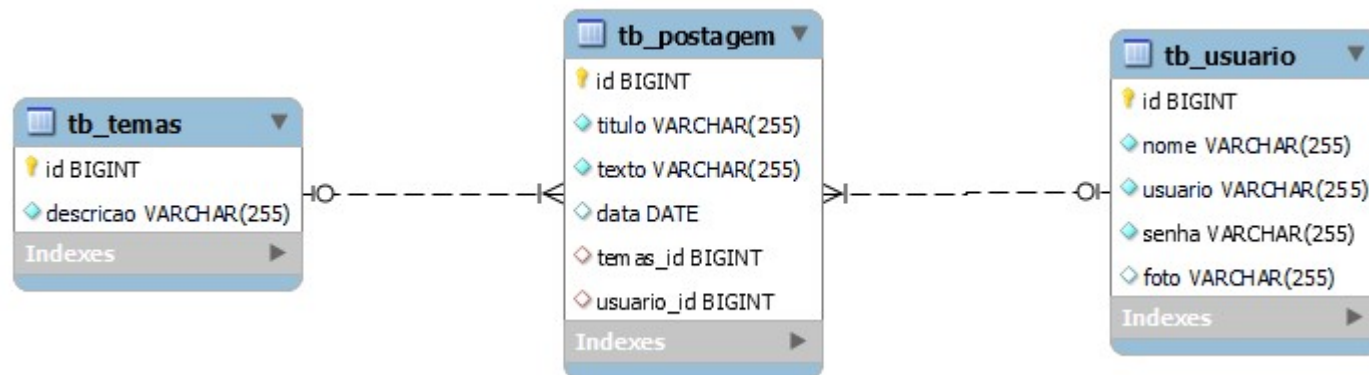 tb_temas
id BIGINT
descricao VARCHAR(255)
Indexes
tb_postagem
id BIGINT
titulo VARCHAR(255)
texto VARCHAR(255)
data DATE
temas_id BIGINT
usuario_id BIGINT
Indexes
tb_usuario
id BIGINT
nome VARCHAR(255)
usuario VARCHAR(255)
senha VARCHAR(255)
foto VARCHAR(255)
Indexes